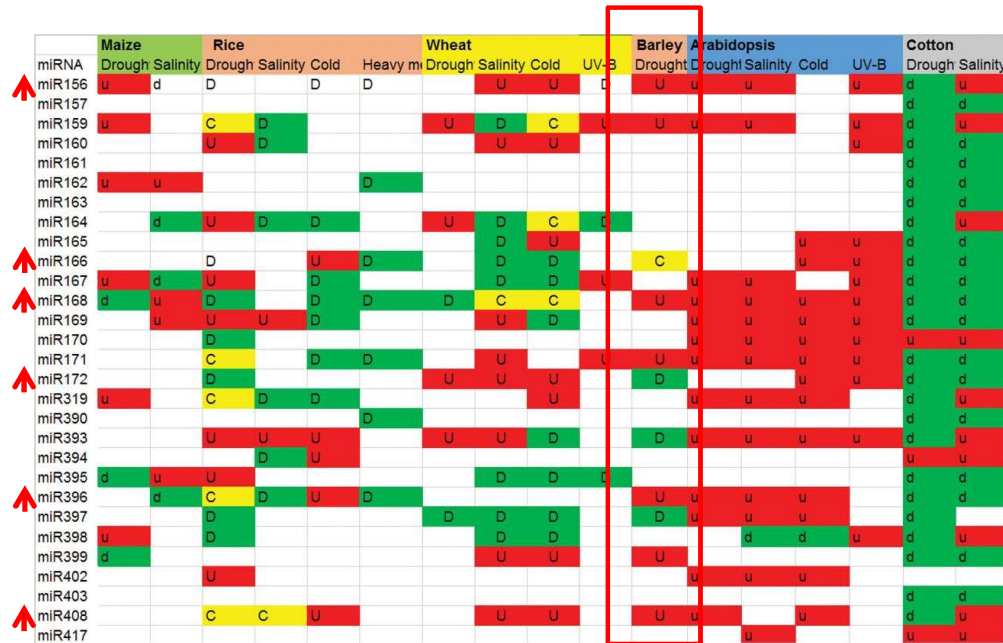 Maize Rice Wheat Barley Arabidopsis Cotton
miRNA Drough Salinity Drough Salinity Cold Heavy me Drough Salinity Cold UV-B Drought Drought Salinity Cold UV-B Drough Salinity
miR156 u d D D D U U D U u u u d u
miR157 d d
miR159 u C D U D C U U u u u d u
miR160 U D U U u d d
miR161 d d
miR162 u u D d d
miR163 d d
miR164 d U D D U D C D d u
miR165 D U u u d d
miR166 D U D D D C u u d d
miR167 u d U D D D U u u u d d
miR168 d u D D D D C C U u u u u d d
miR169 u U U D U D u u u u d d
miR170 D u u u u u u
miR171 C D D U U U u u u u d d
miR172 D U U U D u u d d
miR319 u C D D U u u u d u
miR390 D d d
miR393 U U U U U D D u u u u d u
miR394 D U u u
miR395 d u U D D D d d
miR396 d C D U D U u u u d d
miR397 D D D D D u u u d
miR398 u D D D d d u d u
miR399 d U U U d d
miR402 U u u u
miR403 d d
miR408 C C U U U U u u d u
miR417 u u u